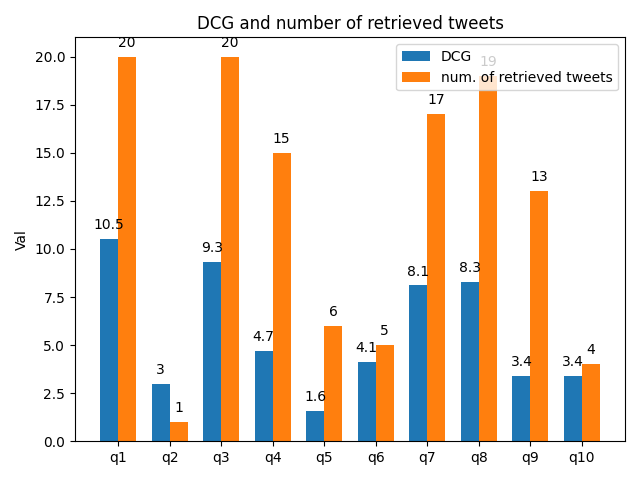 DCG and number of retrieved tweets
DCG
num. of retrieved tweets
Val
20.0
17.5
15.0
12.5
10.0
7.5
5.0
2.5
0.0
10.5
20
3
1
9.3
20
4.7
15
1.6
6
4.1
5
8.1
17
8.3
19
3.4
13
3.4
4
q1
q2
q3
q4
q5
q6
q7
q8
q9
q10